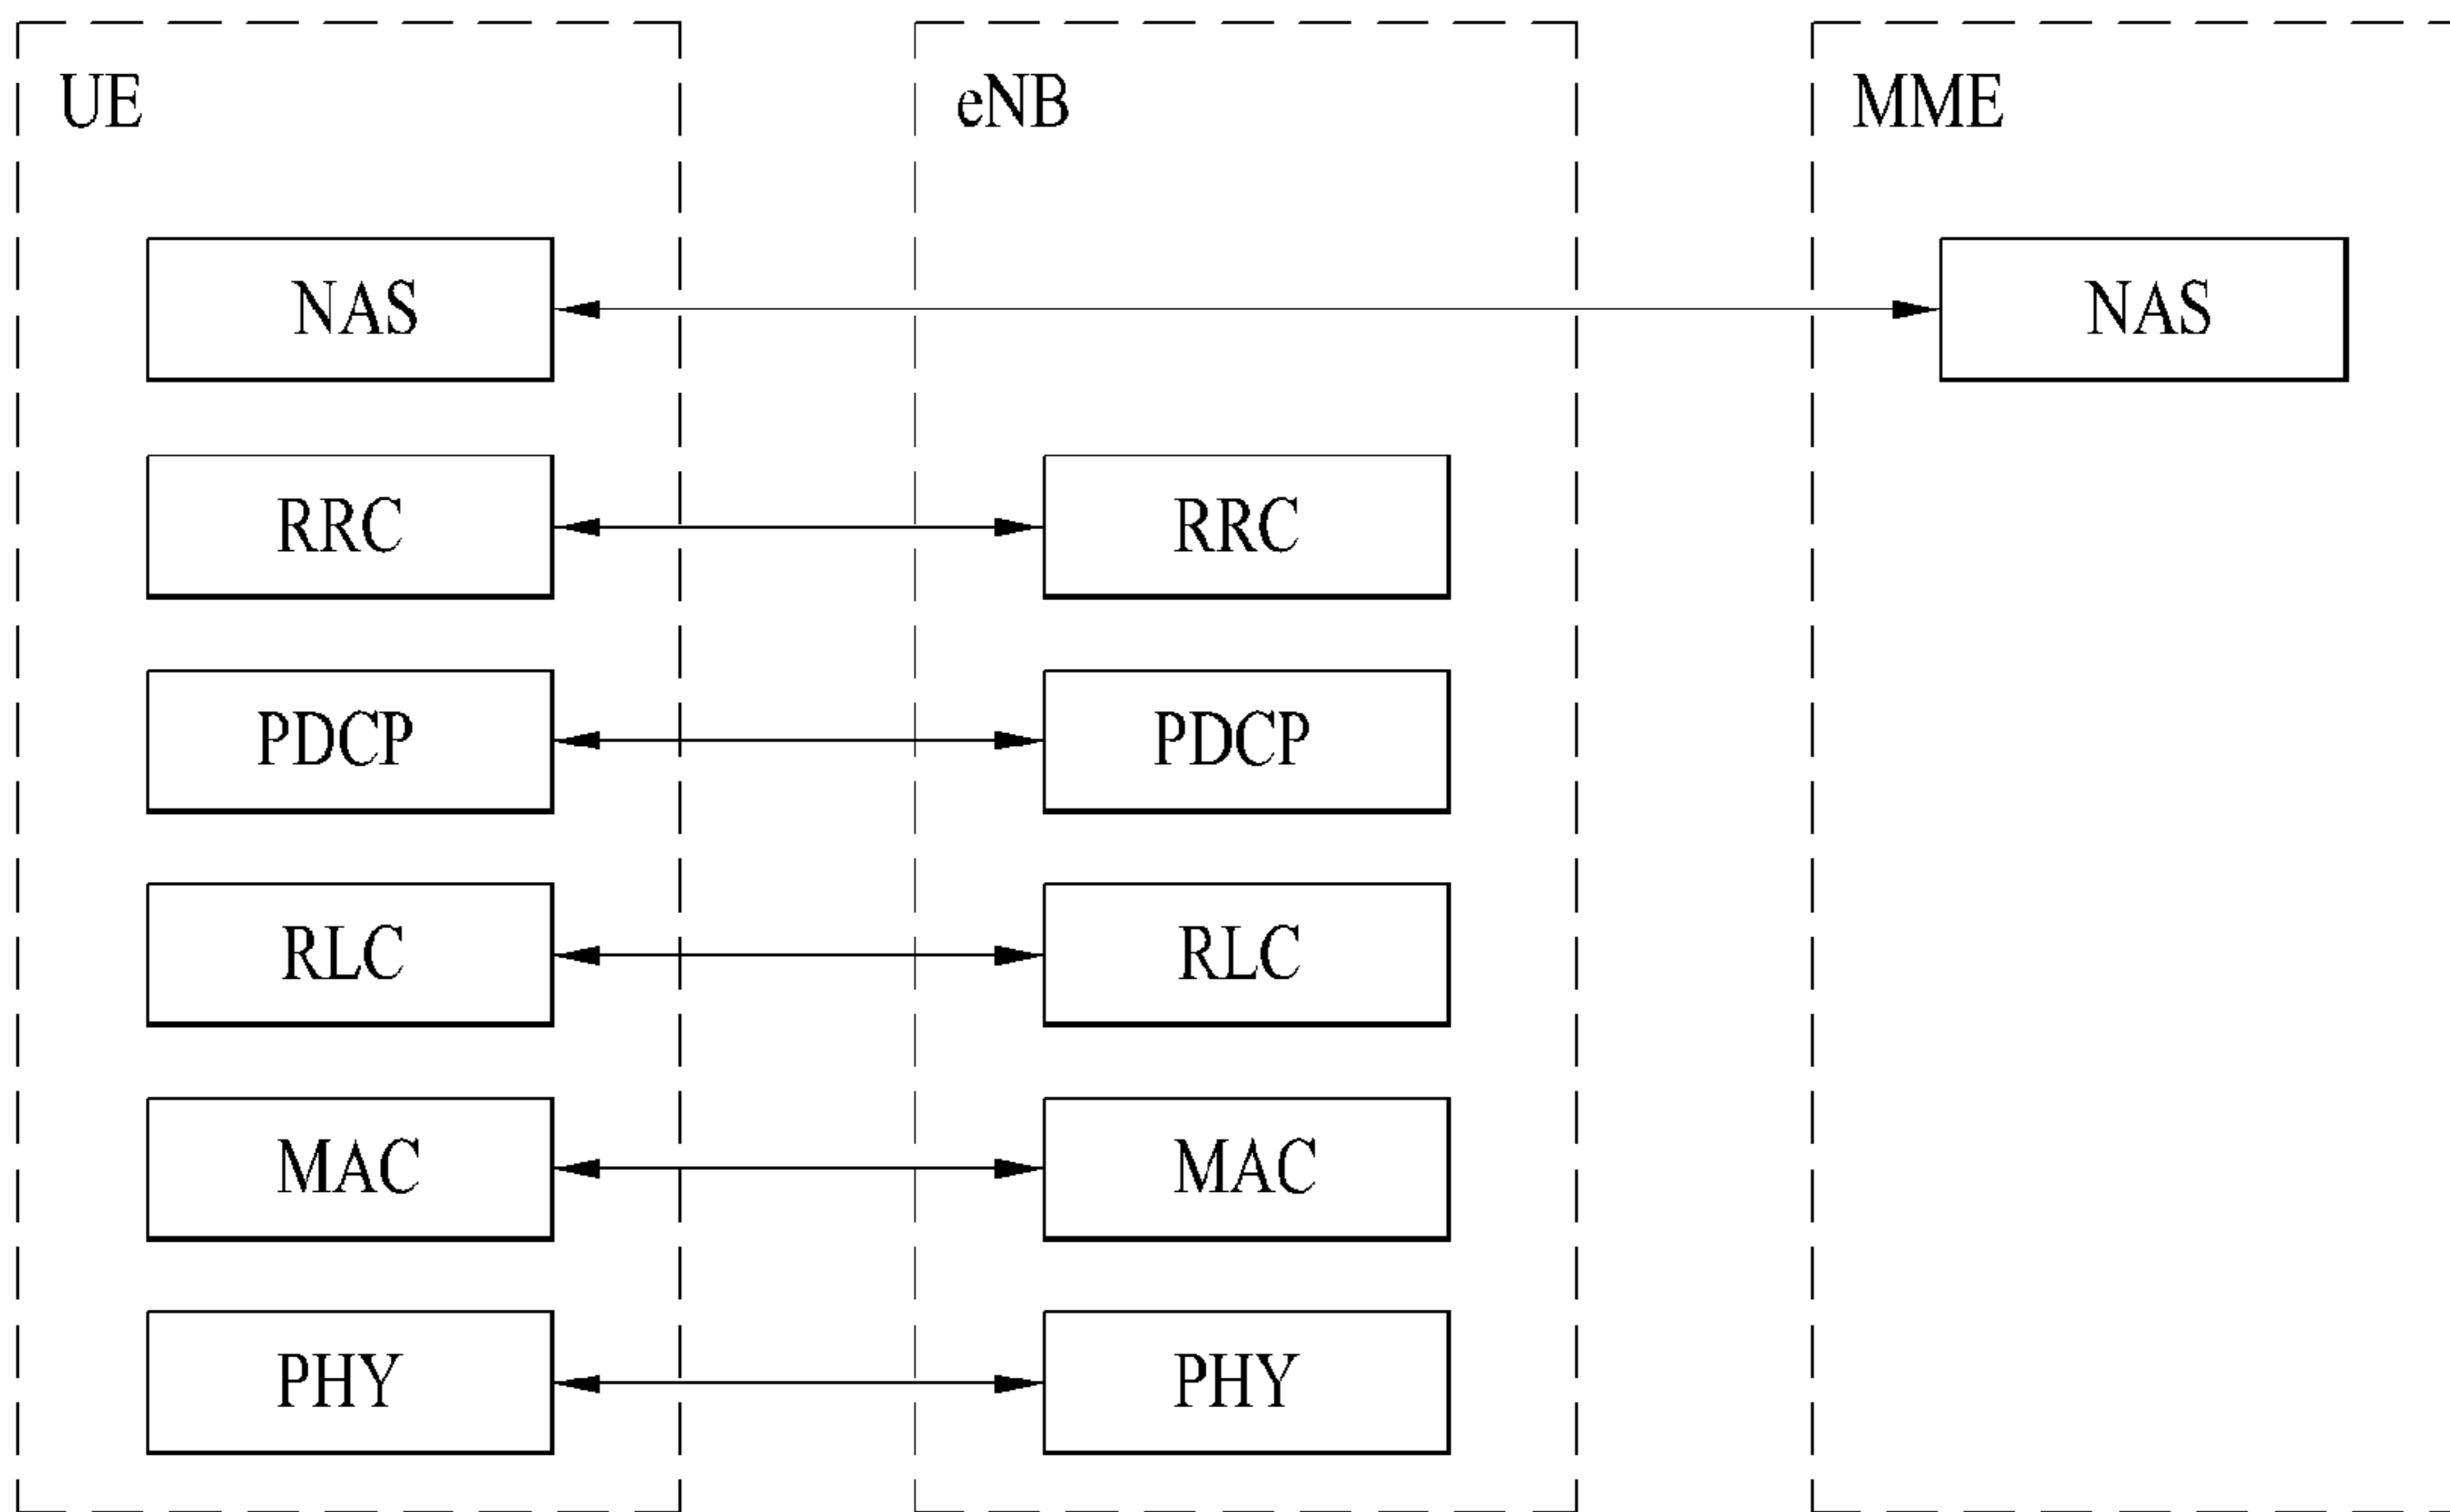 UE
eNB
MME
NAS
NAS
RRC
RRC
PDCP
PDCP
RLC
RLC
MAC
MAC
PHY
PHY